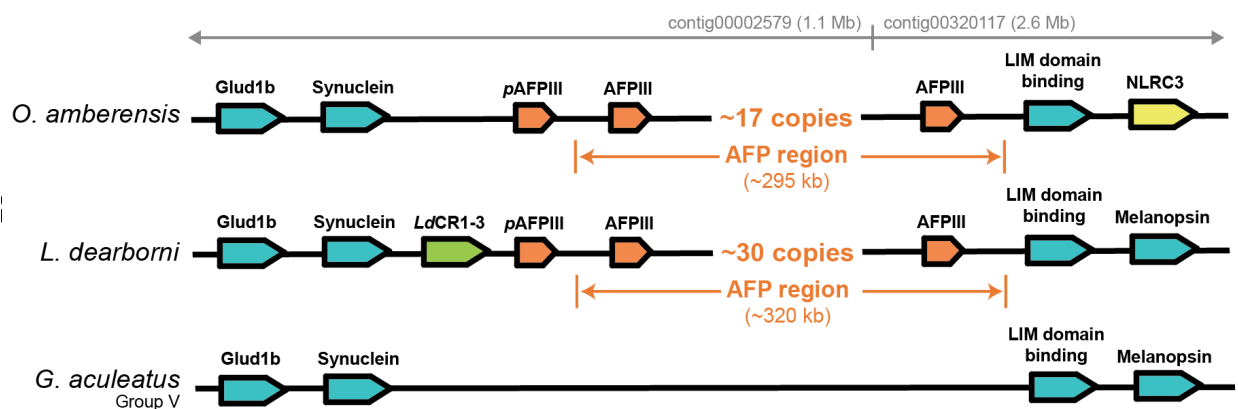 contig00002579 (1.1 Mb) contig00320117 (2.6 Mb)
O. amberensis
Glud1b Synuclein pAFPIII AFPIII AFPIII LIM domain binding NLRC3
~17 copies
AFP region
(~295 kb)
L. dearborni
Glud1b Synuclein LdCR1-3 pAFPIII AFPIII AFPIII LIM domain binding Melanopsin
~30 copies
AFP region
(~320 kb)
G. aculeatus
Group V
Glud1b Synuclein LIM domain binding Melanopsin